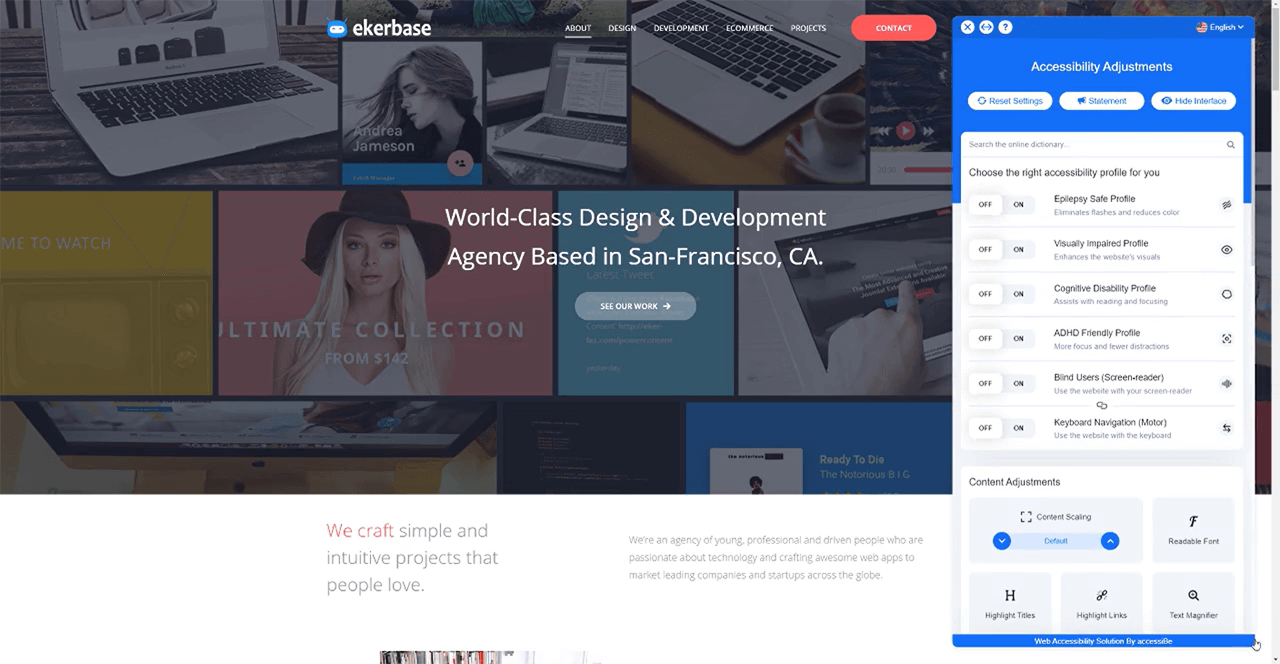 ekerbase
ABOUT
DESIGN
DEVELOPMENT
ECOMMERCE
PROJECTS
CONTACT
MacBook Air
Andrea
Jameson
ME TO WATCH
World-Class Design & Development
Agency Based in San-Francisco, CA.
Latest Tweets
SEE OUR WORK →
ULTIMATE COLLECTION
FROM $142
yesterday
the notorious
Ready To Die
The Notorious B I G
We craft simple and
intuitive projects that
people love.
We're an agency of young, professional and driven people who are
passionate about technology and crafting awesome web apps to
market leading companies and startups across the globe.
English
Accessibility Adjustments
Reset Settings
Statement
Hide Interface
Search the online dictionary...
Choose the right accessibility profile for you
OFF ON
Epilepsy Safe Profile
Eliminates flashes and reduces color
OFF ON
Visually Impaired Profile
Enhances the website's visuals
OFF ON
Cognitive Disability Profile
Assists with reading and focusing
OFF ON
ADHD Friendly Profile
More focus and fewer distractions
OFF ON
Blind Users (Screen-reader)
Use the website with your screen-reader
OFF ON
Keyboard Navigation (Motor)
Use the website with the keyboard
Content Adjustments
Content Scaling
Default
Readable Font
Highlight Titles
Highlight Links
Text Magnifier
Web Accessibility Solution By accessiBe